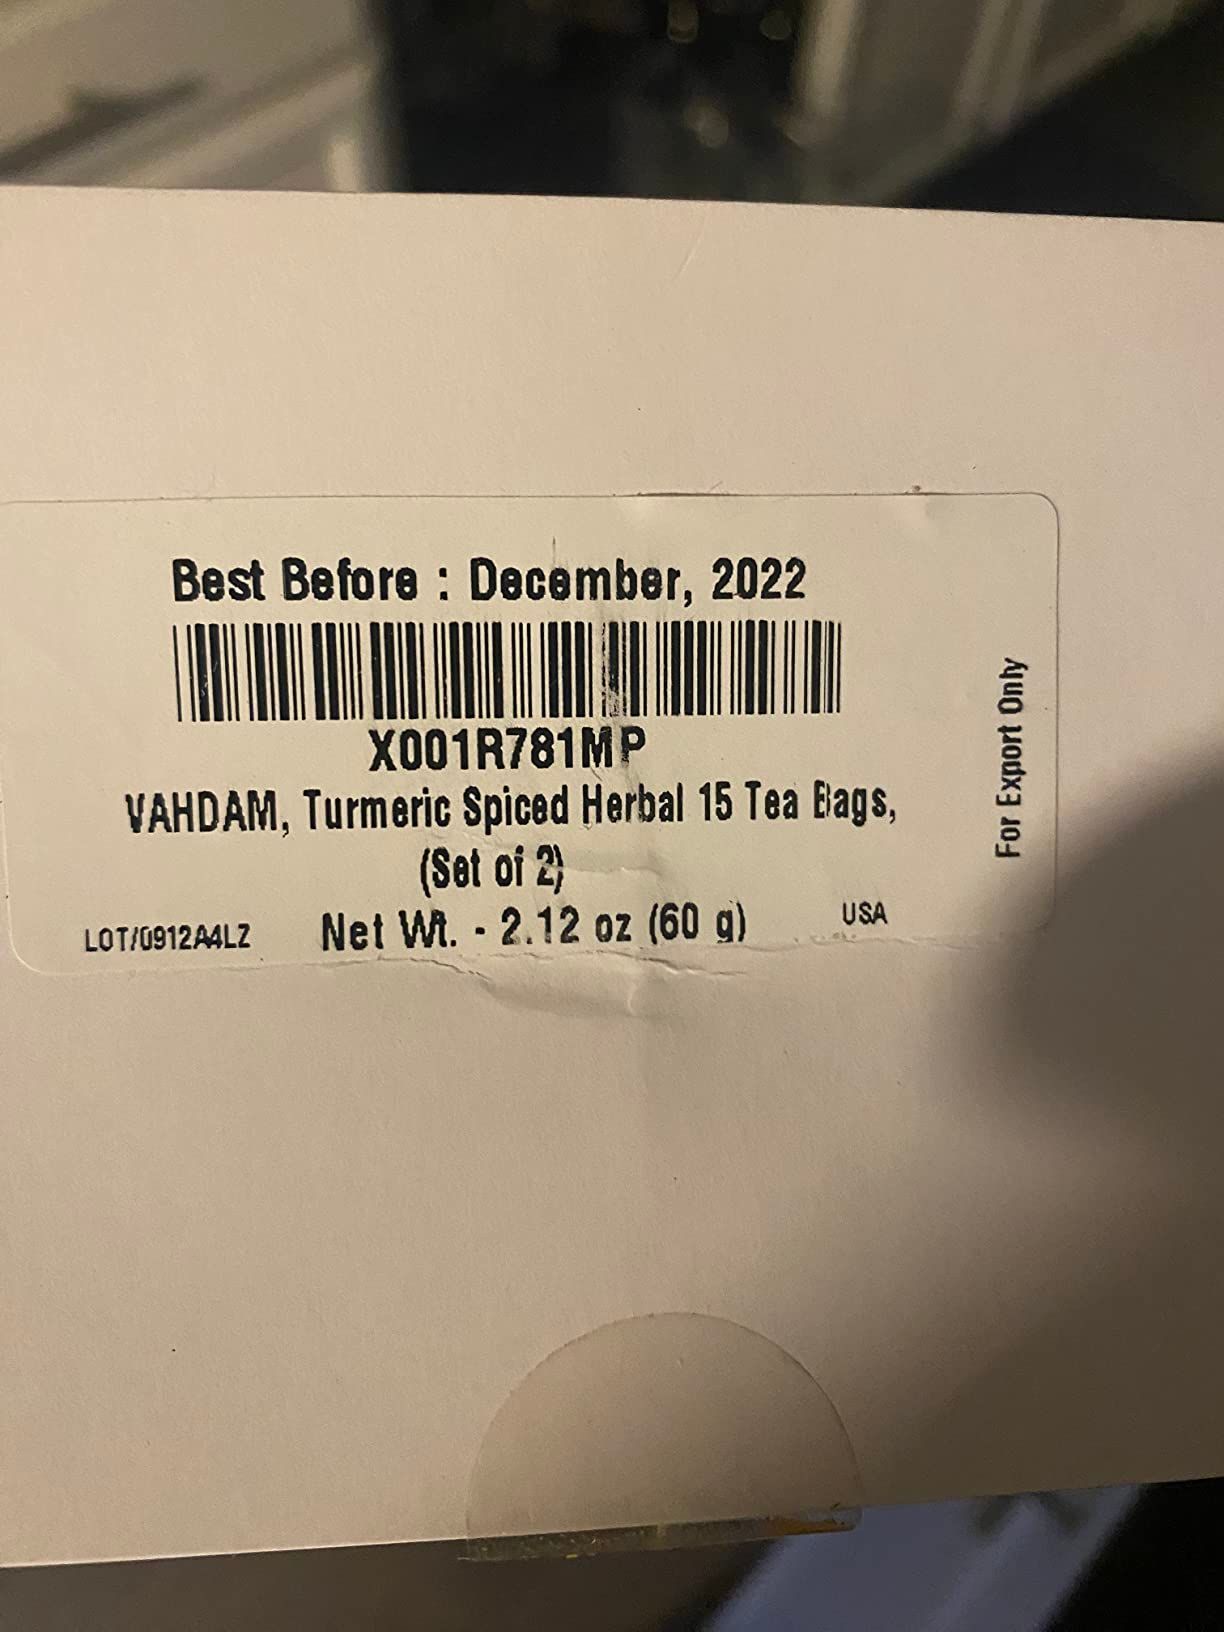 Best Before : December, 2022
X001R781MP
VAHDAM, Turmeric Spiced Herbal 15 Tea Bags,
(Set of 2)
Net Wt. - 2.12 oz (60 g)
LOT/0912A4LZ
USA
For Export Only